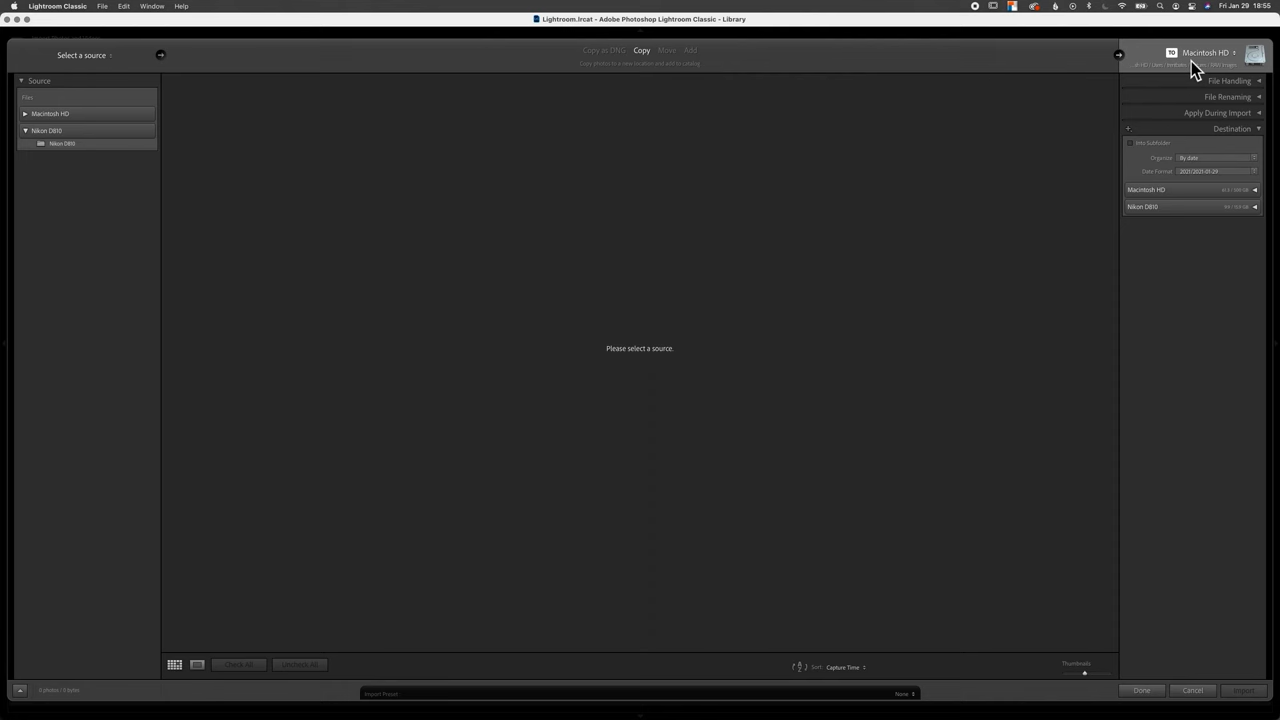 Lightroom Classic File Edit Window Help Fri Jan 29 18:55
Lightroom.lrcat - Adobe Photoshop Lightroom Classic - Library
Select a source
Copy as DNG Copy Move Add
Copy photos to a new location and add to catalog
TO Macintosh HD
RAW Images
Source
Files
Macintosh HD
Nikon D810
Nikon D810
File Handling
File Renaming
Apply During Import
+ Destination
Into Subfolder
Organize By date
Date Format 2021/2021-01-29
Macintosh HD
Nikon D810
Please select a source.
Check All Uncheck All
Sort: Capture Time
Thumbnails
0 photos / 0 bytes
Import Preset None
Done Cancel Import